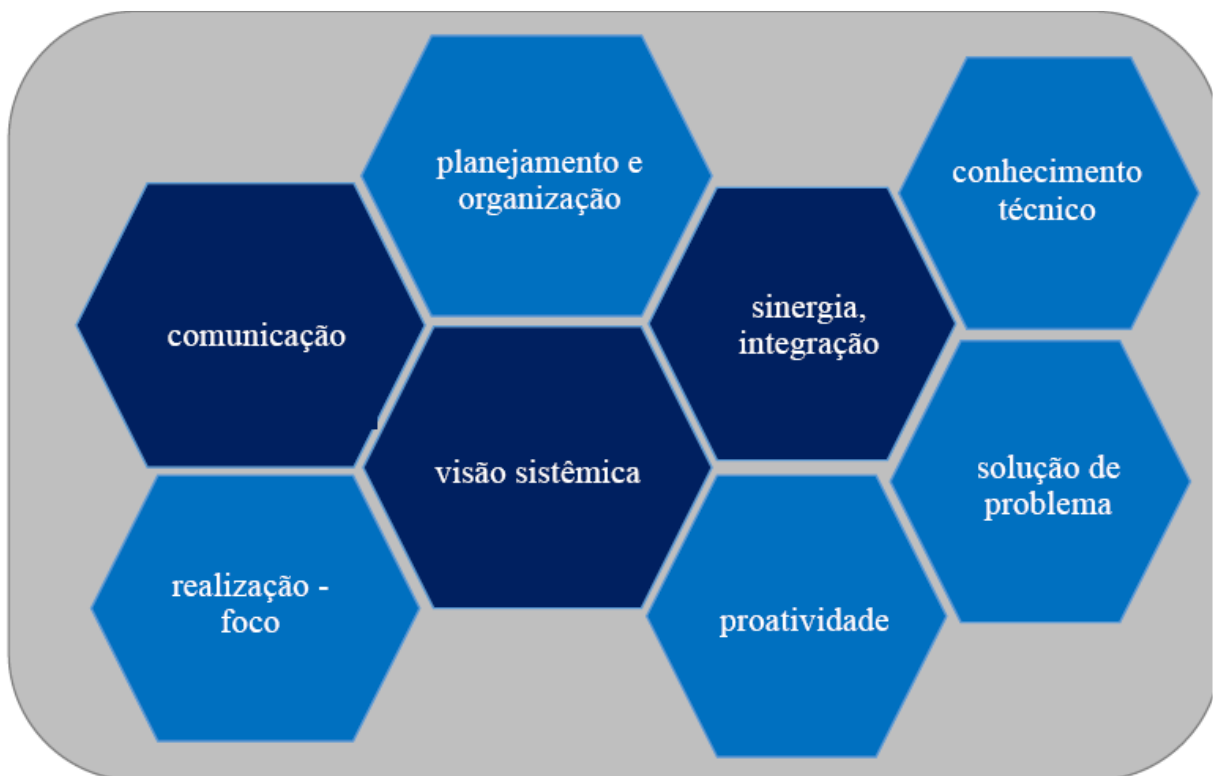 planejamento e
organização
conhecimento
técnico
comunicação
sinergia,
integração
visão sistêmica
solução de
problema
realização -
foco
proatividade